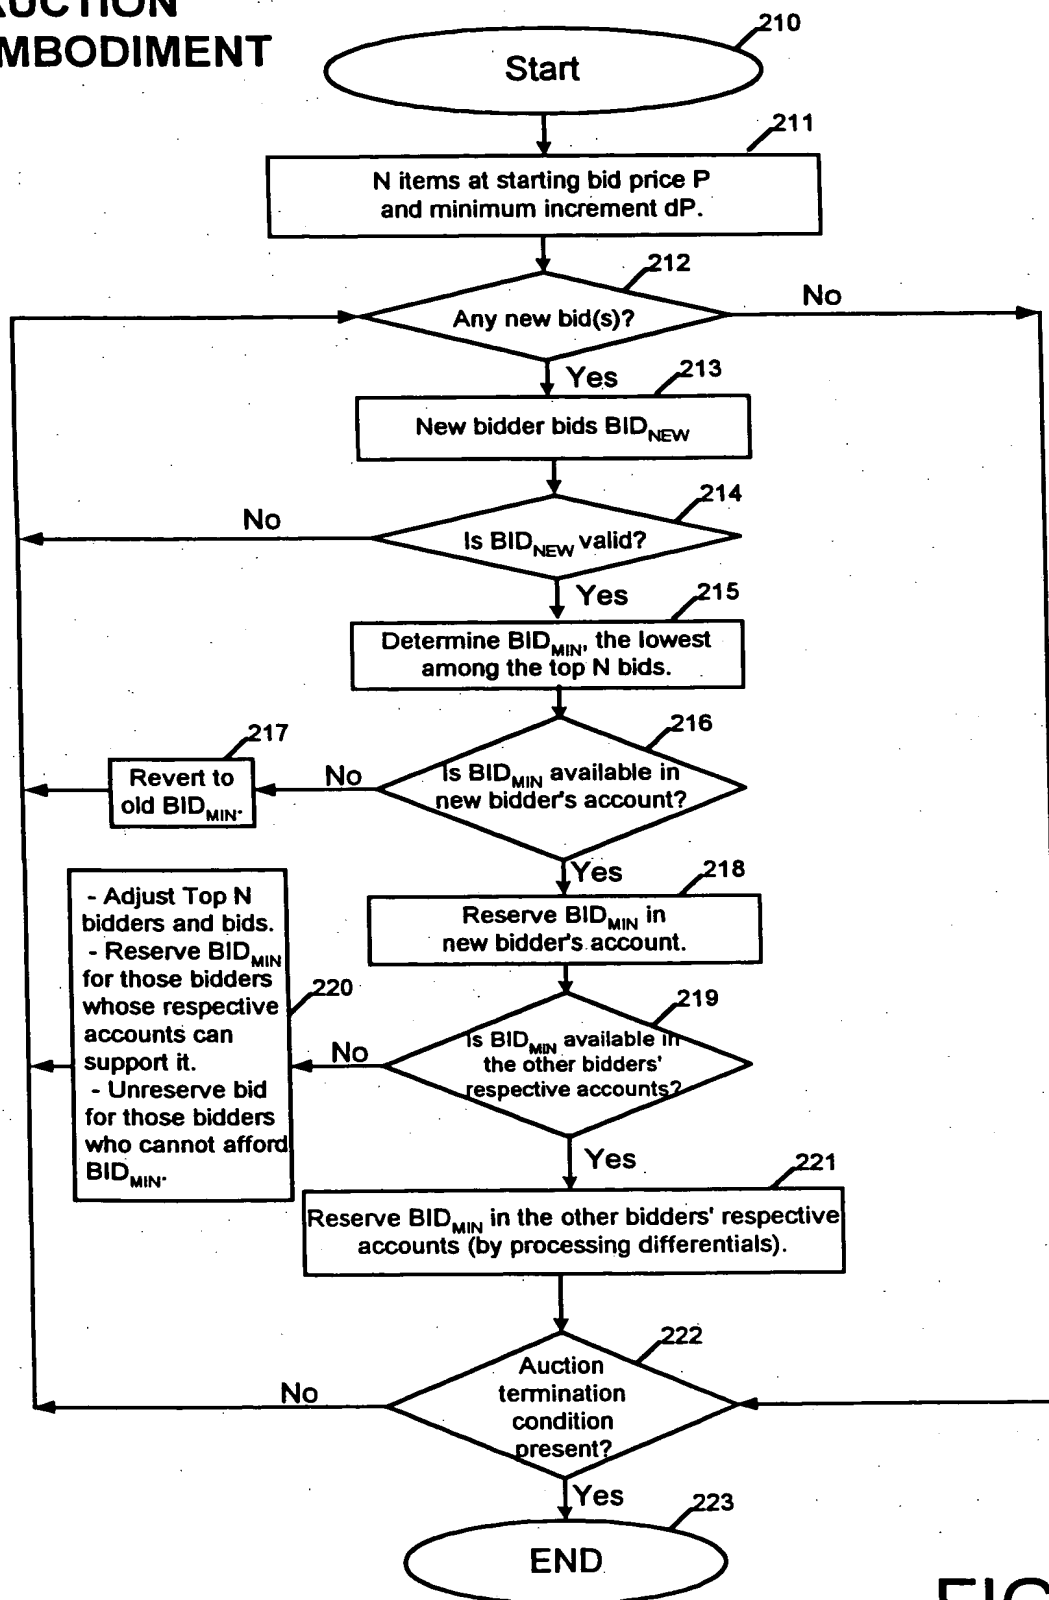 AUCTION
MBODIMENT
210
Start
211
N items at starting bid price P
and minimum increment dP.
212
Any new bid(s)?
No
Yes
213
New bidder bids BID_NEW
214
Is BID_NEW valid?
No
Yes
215
Determine BID_MIN, the lowest
among the top N bids.
216
Is BID_MIN available in
new bidder's account?
No
217
Revert to
old BID_MIN.
Yes
218
Reserve BID_MIN in
new bidder's account.
219
Is BID_MIN available in
the other bidders'
respective accounts?
No
220
- Adjust Top N
bidders and bids.
- Reserve BID_MIN
for those bidders
whose respective
accounts can
support it.
- Unreserve bid
for those bidders
who cannot afford
BID_MIN.
Yes
221
Reserve BID_MIN in the other bidders' respective
accounts (by processing differentials).
222
Auction
termination
condition
present?
No
Yes
223
END
FIG